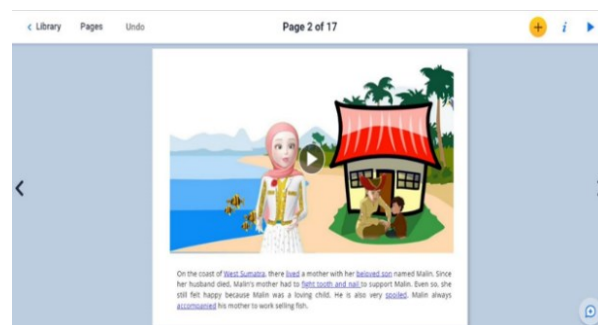 Library Pages Undo Page 2 of 17
On the coast of West Sumatra, there lived a mother with her beloved son named Malin. Since
her husband died, Malin's mother had to fight tooth and nail to support Malin. Even so, she
still felt happy because Malin was a loving child. He is also very spoiled. Malin always
accompanied his mother to work selling fish.